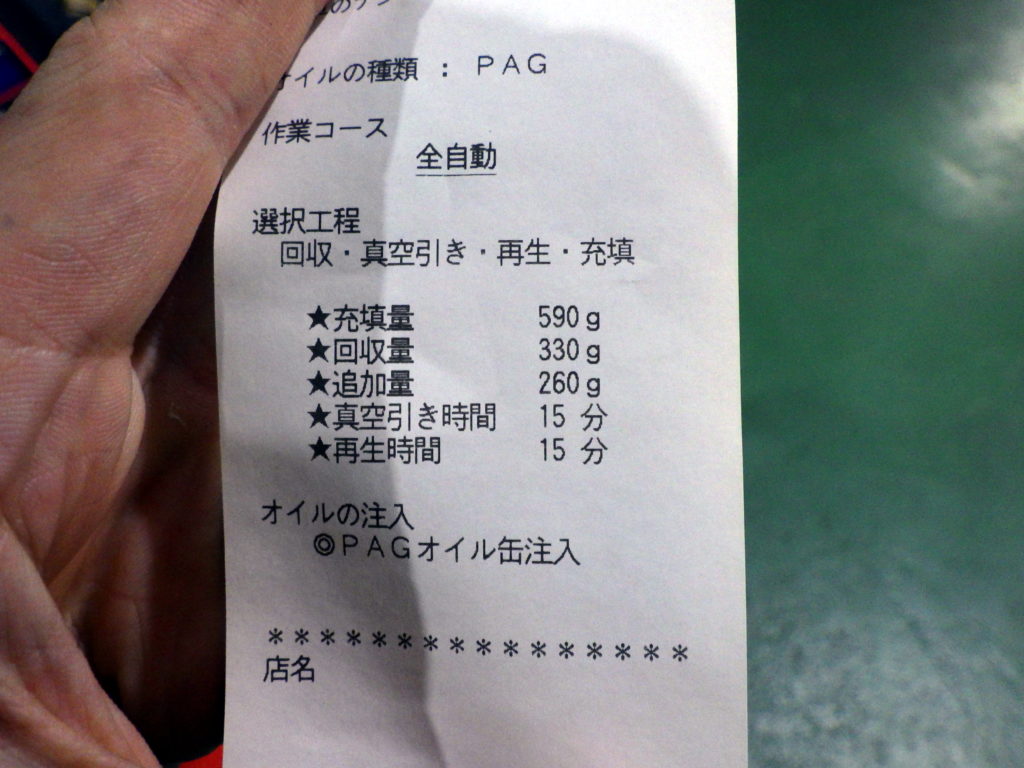 オイルの種類 : PAG
作業コース
全自動
選択工程
回収・真空引き・再生・充填
★充填量 590g
★回収量 330g
★追加量 260g
★真空引き時間 15 分
★再生時間 15 分
オイルの注入
◎PAGオイル缶注入
*****************
店名